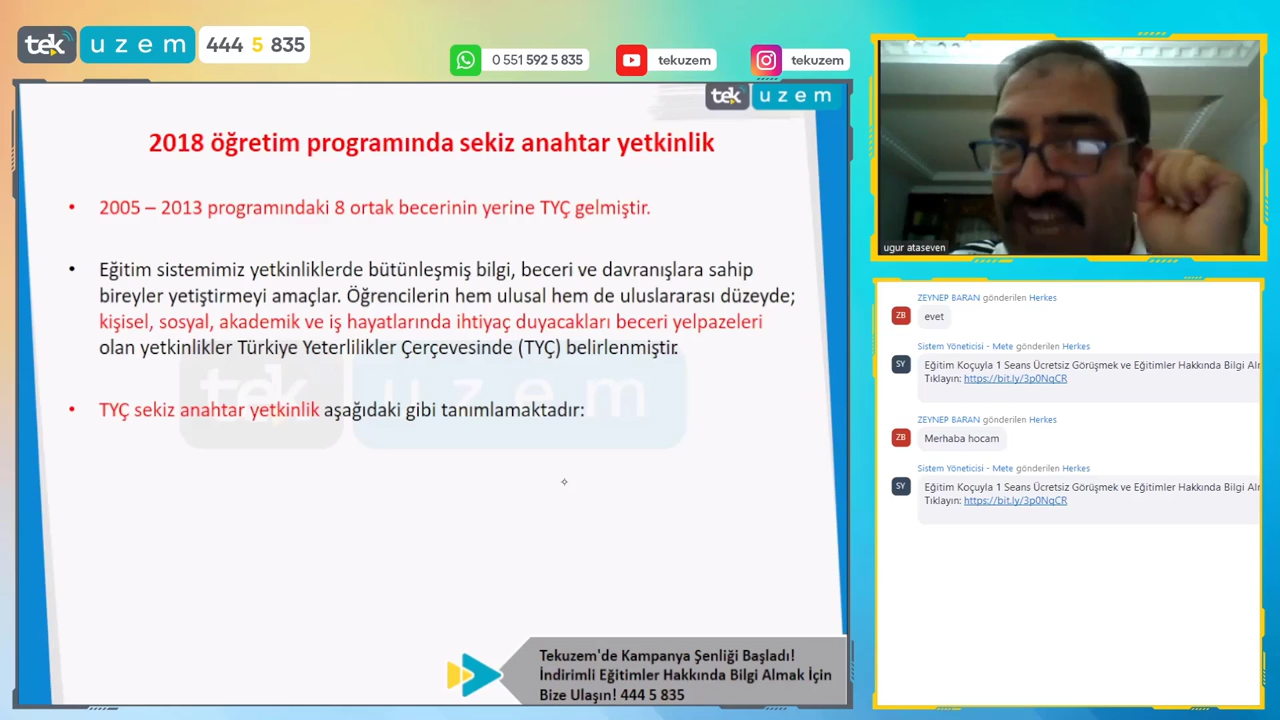 tek uzem 444 5 835
0 551 592 5 835
tekuzem
tekuzem
tek uzem
2018 öğretim programında sekiz anahtar yetkinlik
• 2005 – 2013 programındaki 8 ortak becerinin yerine TYÇ gelmiştir.
• Eğitim sistemimiz yetkinliklerde bütünleşmiş bilgi, beceri ve davranışlara sahip
bireyler yetiştirmeyi amaçlar. Öğrencilerin hem ulusal hem de uluslararası düzeyde;
kişisel, sosyal, akademik ve iş hayatlarında ihtiyaç duyacakları beceri yelpazeleri
olan yetkinlikler Türkiye Yeterlilikler Çerçevesinde (TYÇ) belirlenmiştir.
tek uzem
• TYÇ sekiz anahtar yetkinlik aşağıdaki gibi tanımlamaktadır:
Tekuzem'de Kampanya Şenliği Başladı!
İndirimli Eğitimler Hakkında Bilgi Almak İçin
Bize Ulaşın! 444 5 835
ugur ataseven
ZEYNEP BARAN gönderilen Herkes
ZB evet
Sistem Yöneticisi - Mete gönderilen Herkes
SY Eğitim Koçuyla 1 Seans Ücretsiz Görüşmek ve Eğitimler Hakkında Bilgi
Tıklayın: https://bit.ly/3p0NqCR
ZEYNEP BARAN gönderilen Herkes
ZB Merhaba hocam
Sistem Yöneticisi - Mete gönderilen Herkes
SY Eğitim Koçuyla 1 Seans Ücretsiz Görüşmek ve Eğitimler Hakkında Bilgi
Tıklayın: https://bit.ly/3p0NqCR